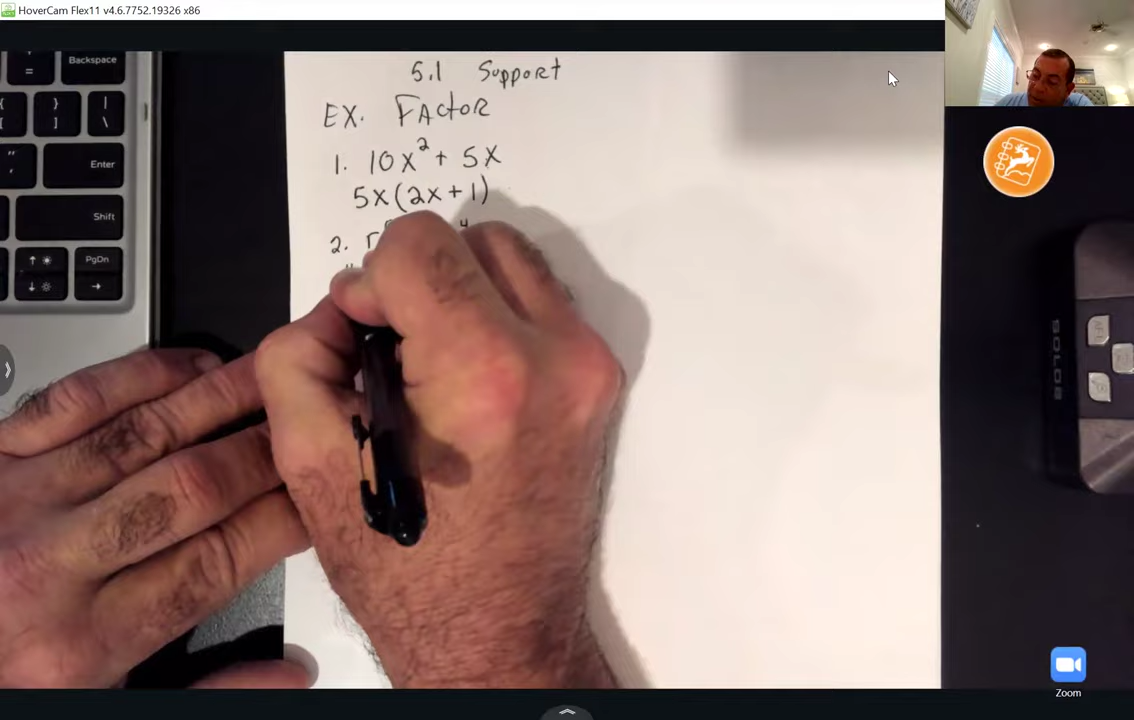 HoverCam Flex11 v4.6.7752.19326 x86
5.1 Support
EX. FACTOR
1. 10x² + 5x
5x(2x+1)
2.
Backspace
Enter
Shift
PgDn
BOLOB
Zoom